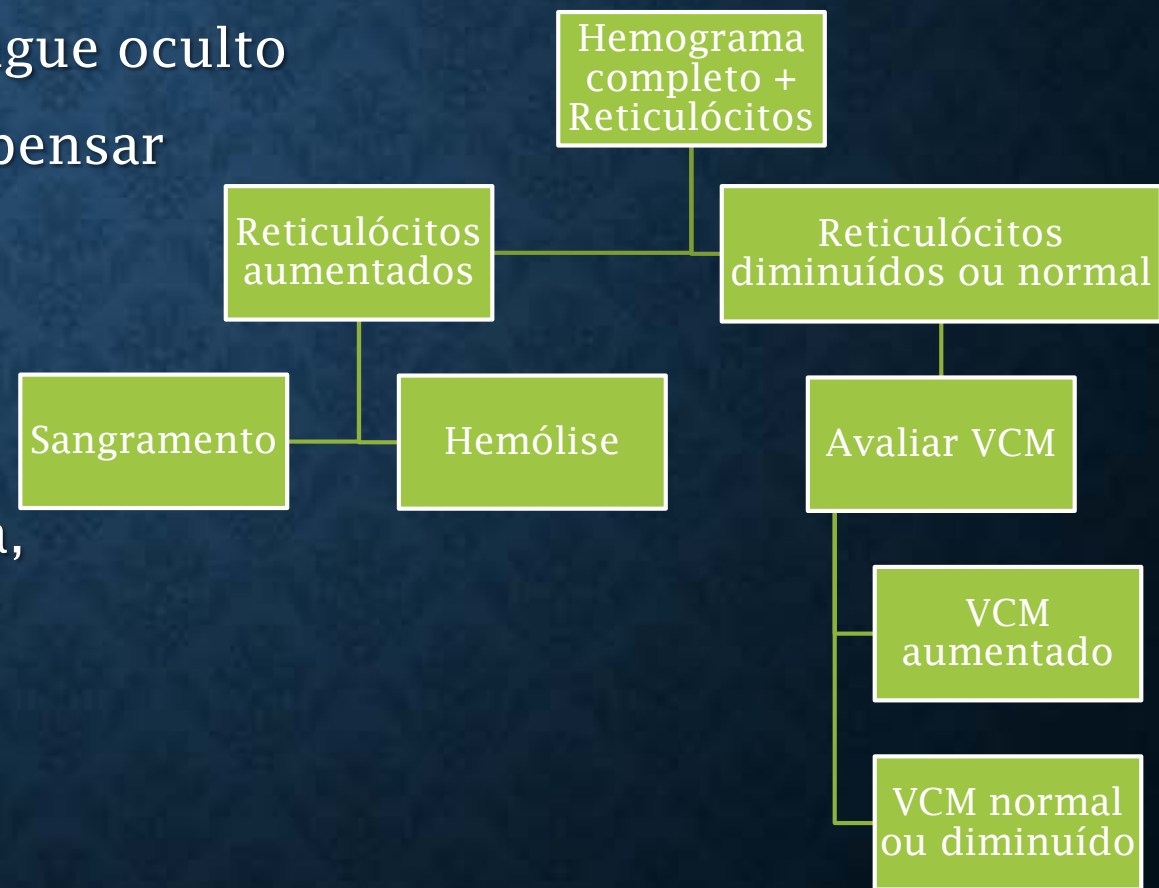 gue oculto
pensar
a,
Hemograma
completo +
Reticulócitos
Reticulócitos
aumentados
Reticulócitos
diminuídos ou normal
Sangramento
Hemólise
Avaliar VCM
VCM
aumentado
VCM normal
ou diminuído